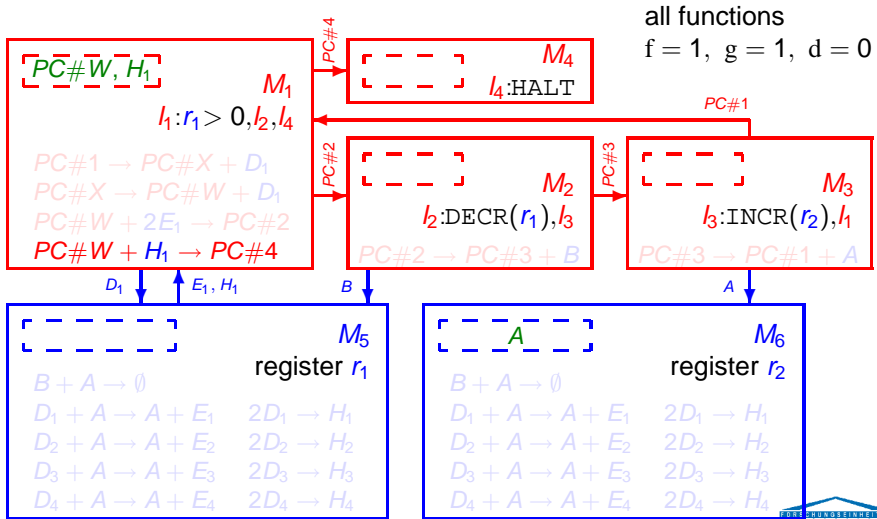 all functions
f = 1, g = 1, d = 0
PC#W, H₁
M₁
l₁:r₁> 0,l₂,l₄
PC#1 → PC#X + D₁
PC#X → PC#W + D₁
PC#W + 2E₁ → PC#2
PC#W + H₁ → PC#4
PC#4
M₄
l₄:HALT
PC#1
PC#2
M₂
l₂:DECR(r₁),l₃
PC#2 → PC#3 + B
PC#3
M₃
l₃:INCR(r₂),l₁
PC#3 → PC#1 + A
D₁
E₁, H₁
B
A
M₅
register r₁
B + A → ∅
D₁ + A → A + E₁ 2D₁ → H₁
D₂ + A → A + E₂ 2D₂ → H₂
D₃ + A → A + E₃ 2D₃ → H₃
D₄ + A → A + E₄ 2D₄ → H₄
A
M₆
register r₂
B + A → ∅
D₁ + A → A + E₁ 2D₁ → H₁
D₂ + A → A + E₂ 2D₂ → H₂
D₃ + A → A + E₃ 2D₃ → H₃
D₄ + A → A + E₄ 2D₄ → H₄
FORSCHUNGSEINHEI